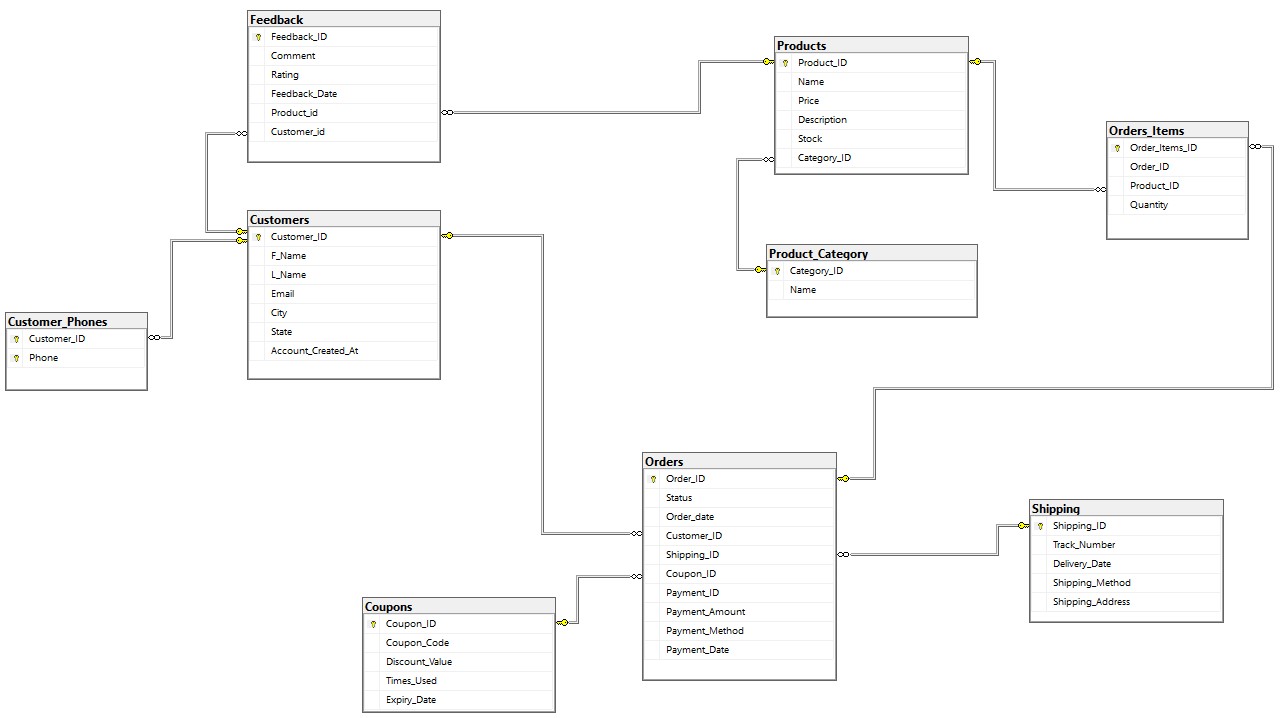 Feedback
Feedback_ID
Comment
Rating
Feedback_Date
Product_id
Customer_id
Products
Product_ID
Name
Price
Description
Stock
Category_ID
Orders_Items
Order_Items_ID
Order_ID
Product_ID
Quantity
Customers
Customer_ID
F_Name
L_Name
Email
City
State
Account_Created_At
Product_Category
Category_ID
Name
Customer_Phones
Customer_ID
Phone
Orders
Order_ID
Status
Order_date
Customer_ID
Shipping_ID
Coupon_ID
Payment_ID
Payment_Amount
Payment_Method
Payment_Date
Shipping
Shipping_ID
Track_Number
Delivery_Date
Shipping_Method
Shipping_Address
Coupons
Coupon_ID
Coupon_Code
Discount_Value
Times_Used
Expiry_Date